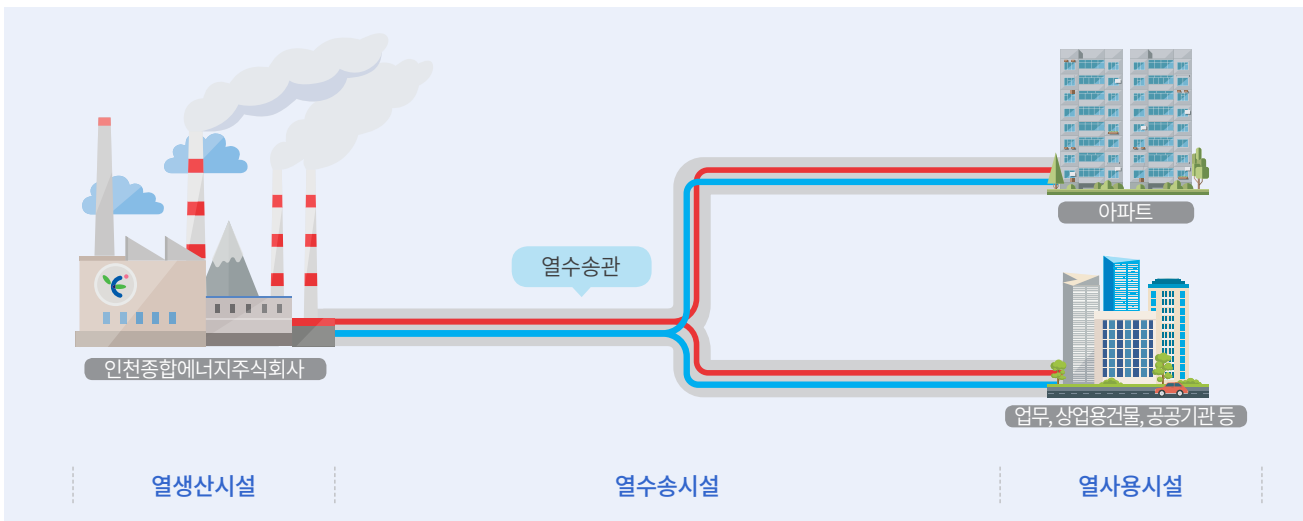 아파트
열수송관
인천종합에너지주식회사
업무, 상업용건물, 공공기관 등
열생산시설
열수송시설
열사용시설